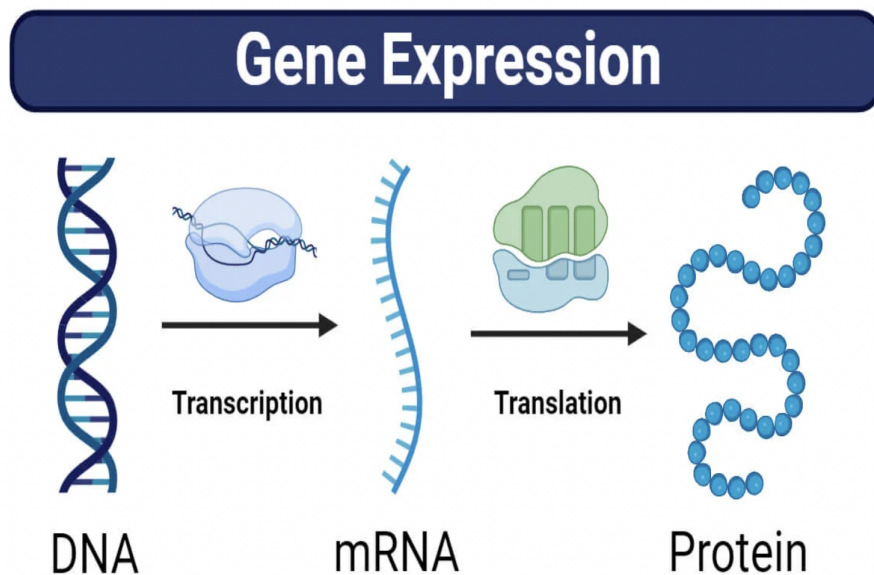 Gene Expression
Transcription
Translation
DNA
mRNA
Protein